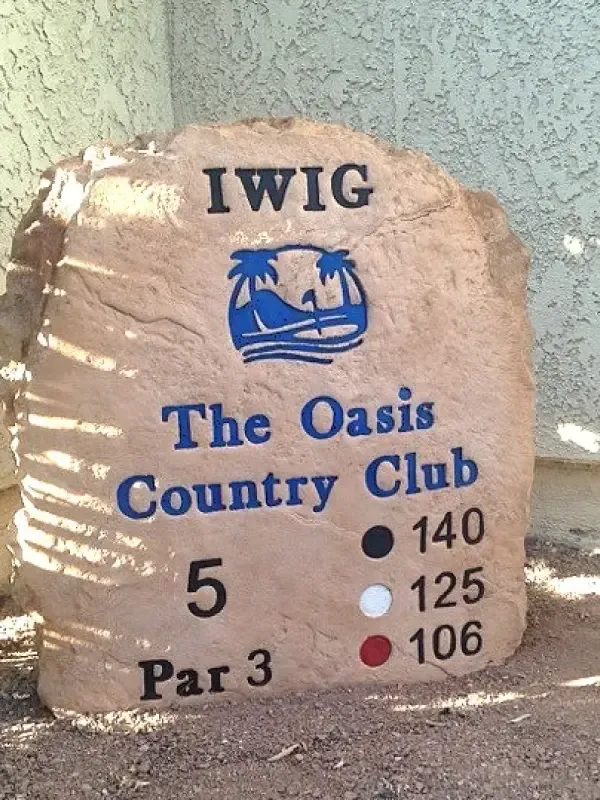 IWIG
The Oasis
Country Club
5
Par 3
140
125
106